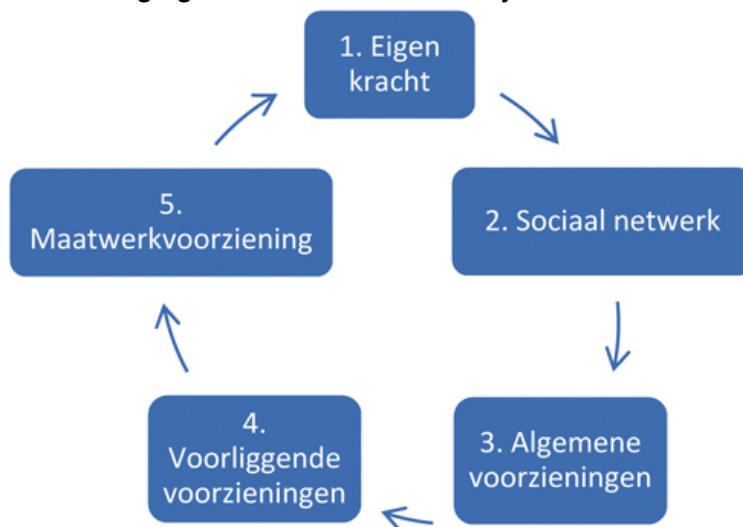 1. Eigen
kracht
2. Sociaal netwerk
3. Algemene
voorzieningen
4.
Voorliggende
voorzieningen
5.
Maatwerkvoorziening